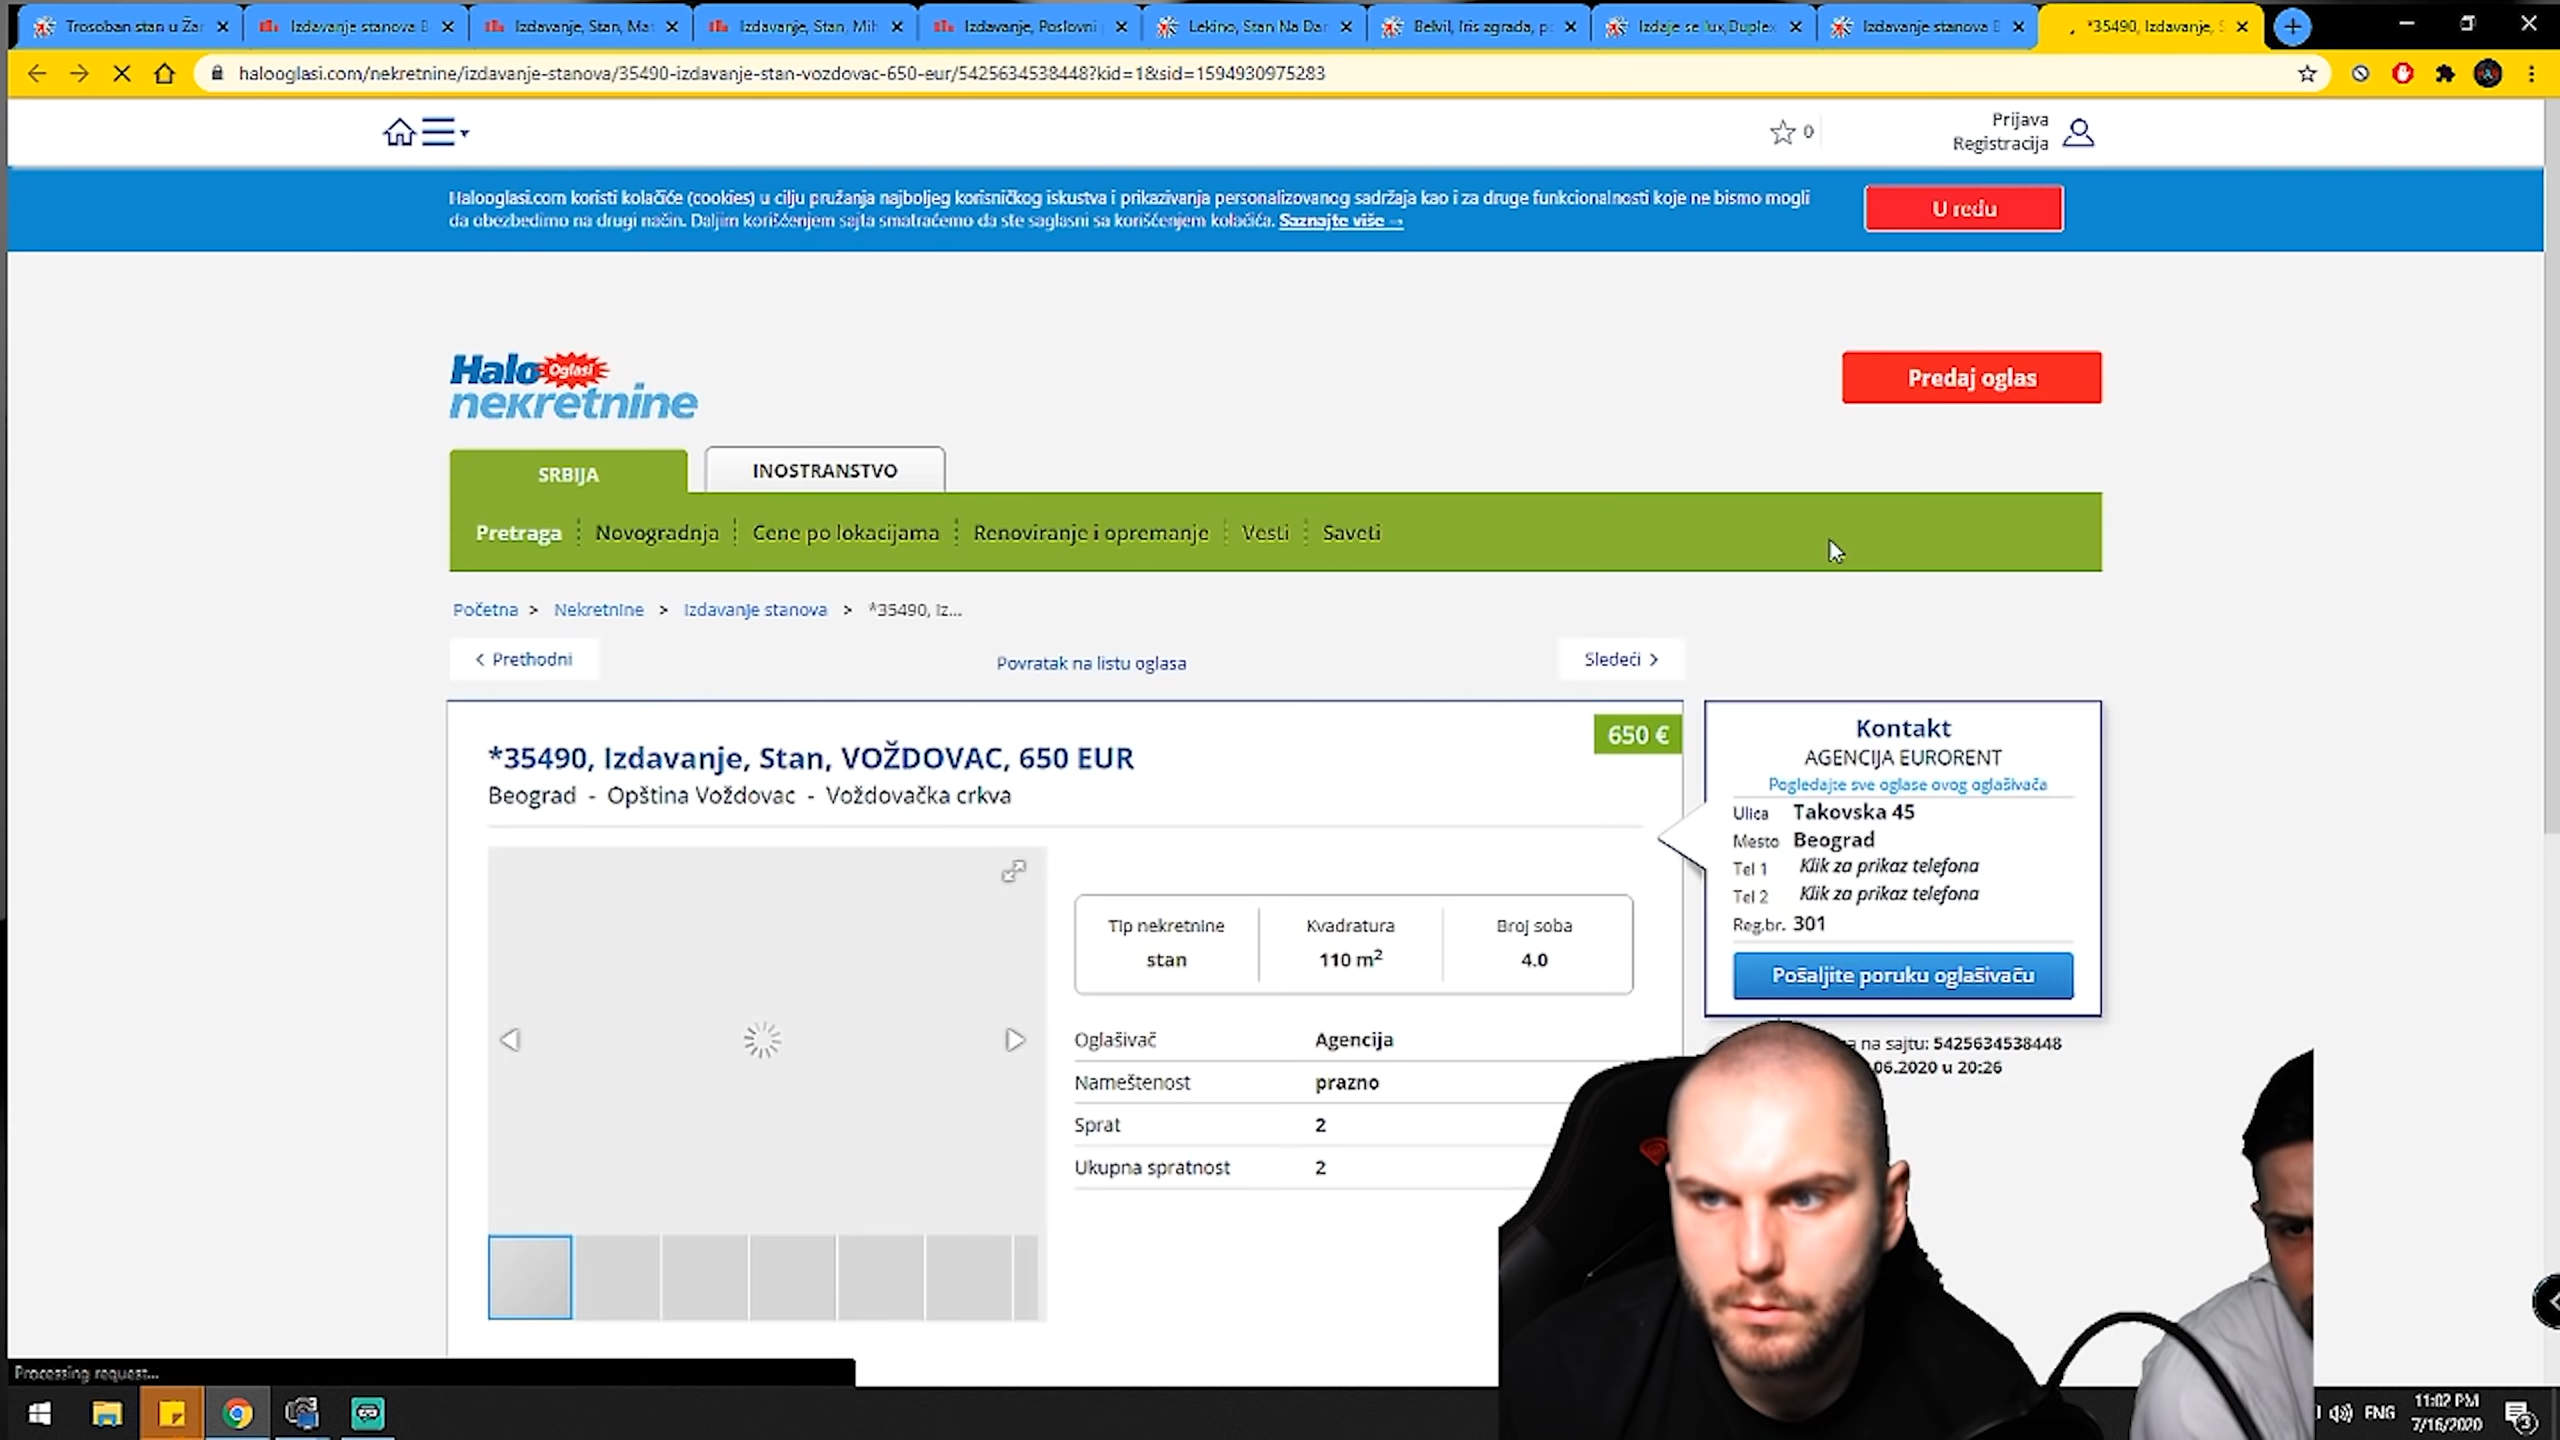 Trosoban stan u Žar
Izdavanje stanova B
Izdavanje, Stan, Mat
Izdavanje, Stan, Mih
Izdavanje, Poslovni
Lekino, Stan Na Dan
Belvil, Iris zgrada, po
Izdaje se lux,Duplex
Izdavanje stanova B
*35490, Izdavanje, S
halooglasi.com/nekretnine/izdavanje-stanova/35490-izdavanje-stan-vozdovac-650-eur/5425634538448?kid=1&sid=1594930975283
0
Prijava
Registracija
Halooglasi.com koristi kolačiće (cookies) u cilju pružanja najboljeg korisničkog iskustva i prikazivanja personalizovanog sadržaja kao i za druge funkcionalnosti koje ne bismo mogli
da obezbedimo na drugi način. Daljim korišćenjem sajta smatraćemo da ste saglasni sa korišćenjem kolačića. Saznajte više →
U redu
Halo Oglasi
nekretnine
Predaj oglas
SRBIJA
INOSTRANSTVO
Pretraga Novogradnja Cene po lokacijama Renoviranje i opremanje Vesti Saveti
Početna > Nekretnine > Izdavanje stanova > *35490, Iz...
< Prethodni
Povratak na listu oglasa
Sledeći >
650 €
*35490, Izdavanje, Stan, VOŽDOVAC, 650 EUR
Beograd - Opština Voždovac - Voždovačka crkva
Tip nekretnine Kvadratura Broj soba
stan 110 m² 4.0
Oglašivač Agencija
Nameštenost prazno
Sprat 2
Ukupna spratnost 2
Kontakt
AGENCIJA EURORENT
Pogledajte sve oglase ovog oglašivača
Ulica Takovska 45
Mesto Beograd
Tel 1 Klik za prikaz telefona
Tel 2 Klik za prikaz telefona
Reg.br. 301
Pošaljite poruku oglašivaču
na sajtu: 5425634538448
06.2020 u 20:26
Processing request...
ENG
11:02 PM
7/16/2020
3